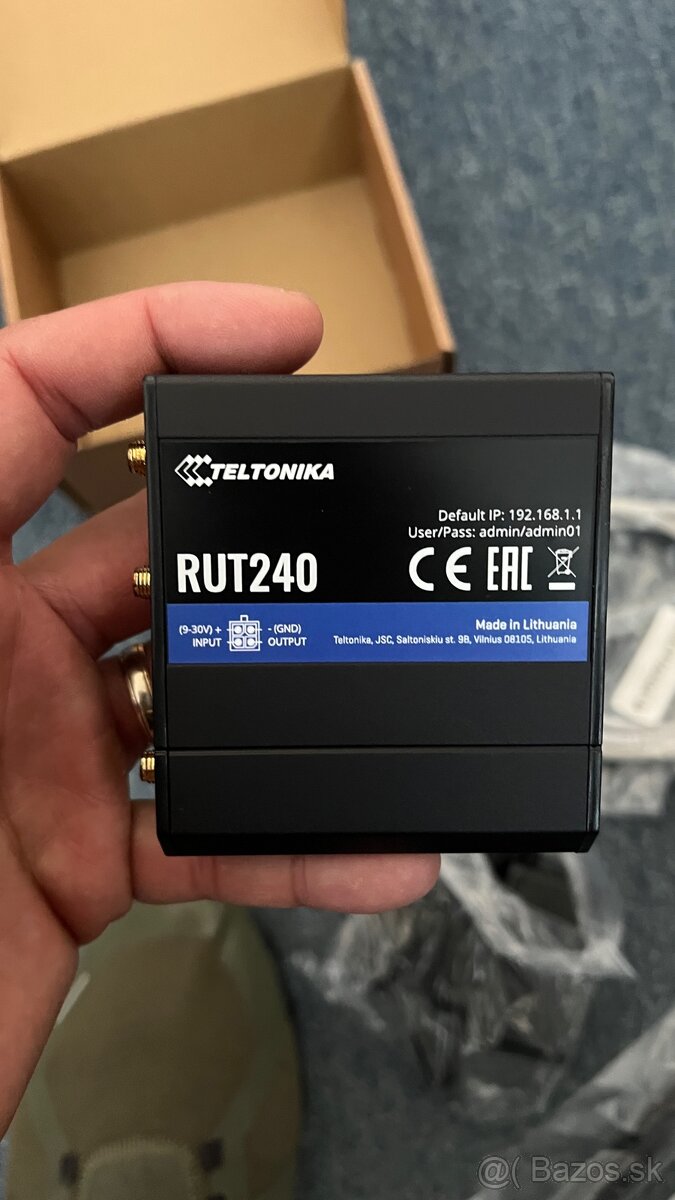 TELTONIKA
Default IP: 192.168.1.1
User/Pass: admin/admin01
RUT240
CE EAC
(9-30V) + - (GND)
INPUT OUTPUT
Made in Lithuania
Teltonika, JSC, Saltoniskiu st. 9B, Vilnius 08105, Lithuania
@( Bazos.sk